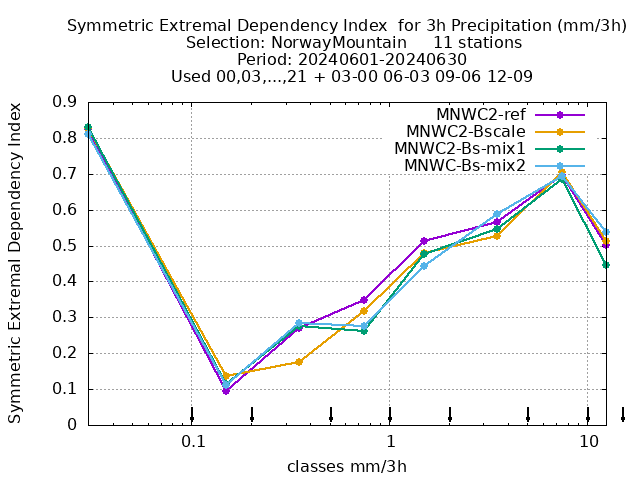 Symmetric Extremal Dependency Index  for 3h Precipitation (mm/3h)
Selection: NorwayMountain     11 stations
Period: 20240601-20240630
Used 00,03,...,21 + 03-00 06-03 09-06 12-09
Symmetric Extremal Dependency Index
0.9
0.8
0.7
0.6
0.5
0.4
0.3
0.2
0.1
0
MNWC2-ref
MNWC2-Bscale
MNWC2-Bs-mix1
MNWC-Bs-mix2
0.1 1 10
classes mm/3h